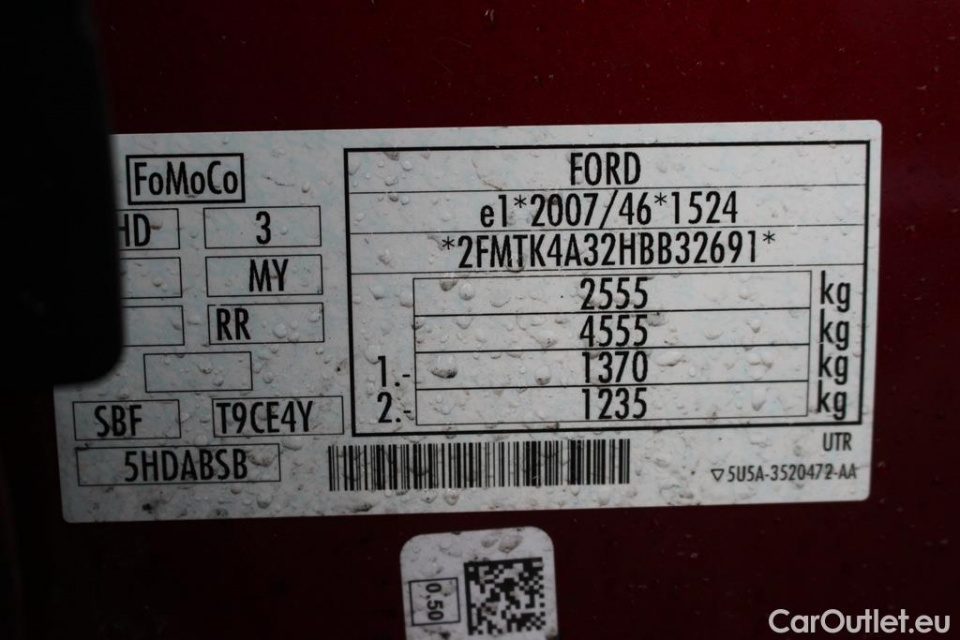 FoMoCo
HD 3
MY
RR
SBF T9CE4Y
5HDABSB
FORD
e1*2007/46*1524
*2FMTK4A32HBB32691*
2555 kg
4555 kg
1.- 1370 kg
2.- 1235 kg
UTR
▽5U5A-3520472-AA
0,50
CarOutlet.eu